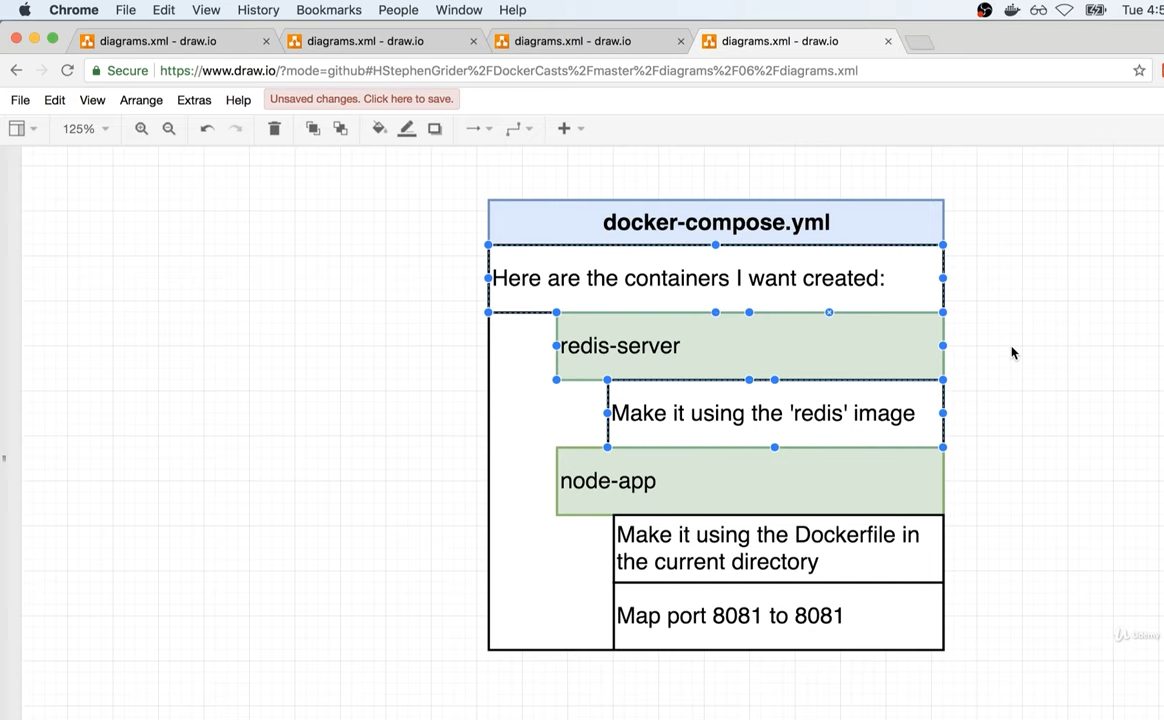 Chrome File Edit View History Bookmarks People Window Help Tue 4:5
diagrams.xml - draw.io diagrams.xml - draw.io diagrams.xml - draw.io diagrams.xml - draw.io
Secure https://www.draw.io/?mode=github#HStephenGrider%2FDockerCasts%2Fmaster%2Fdiagrams%2F06%2Fdiagrams.xml
File Edit View Arrange Extras Help Unsaved changes. Click here to save.
125%
docker-compose.yml
Here are the containers I want created:
redis-server
Make it using the 'redis' image
node-app
Make it using the Dockerfile in
the current directory
Map port 8081 to 8081
Udemy